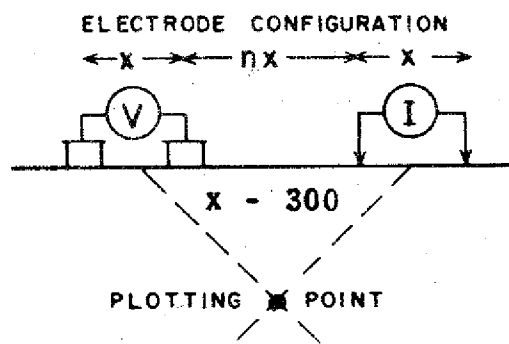 ELECTRODE CONFIGURATION
x nx x
V I
x - 300
PLOTTING POINT